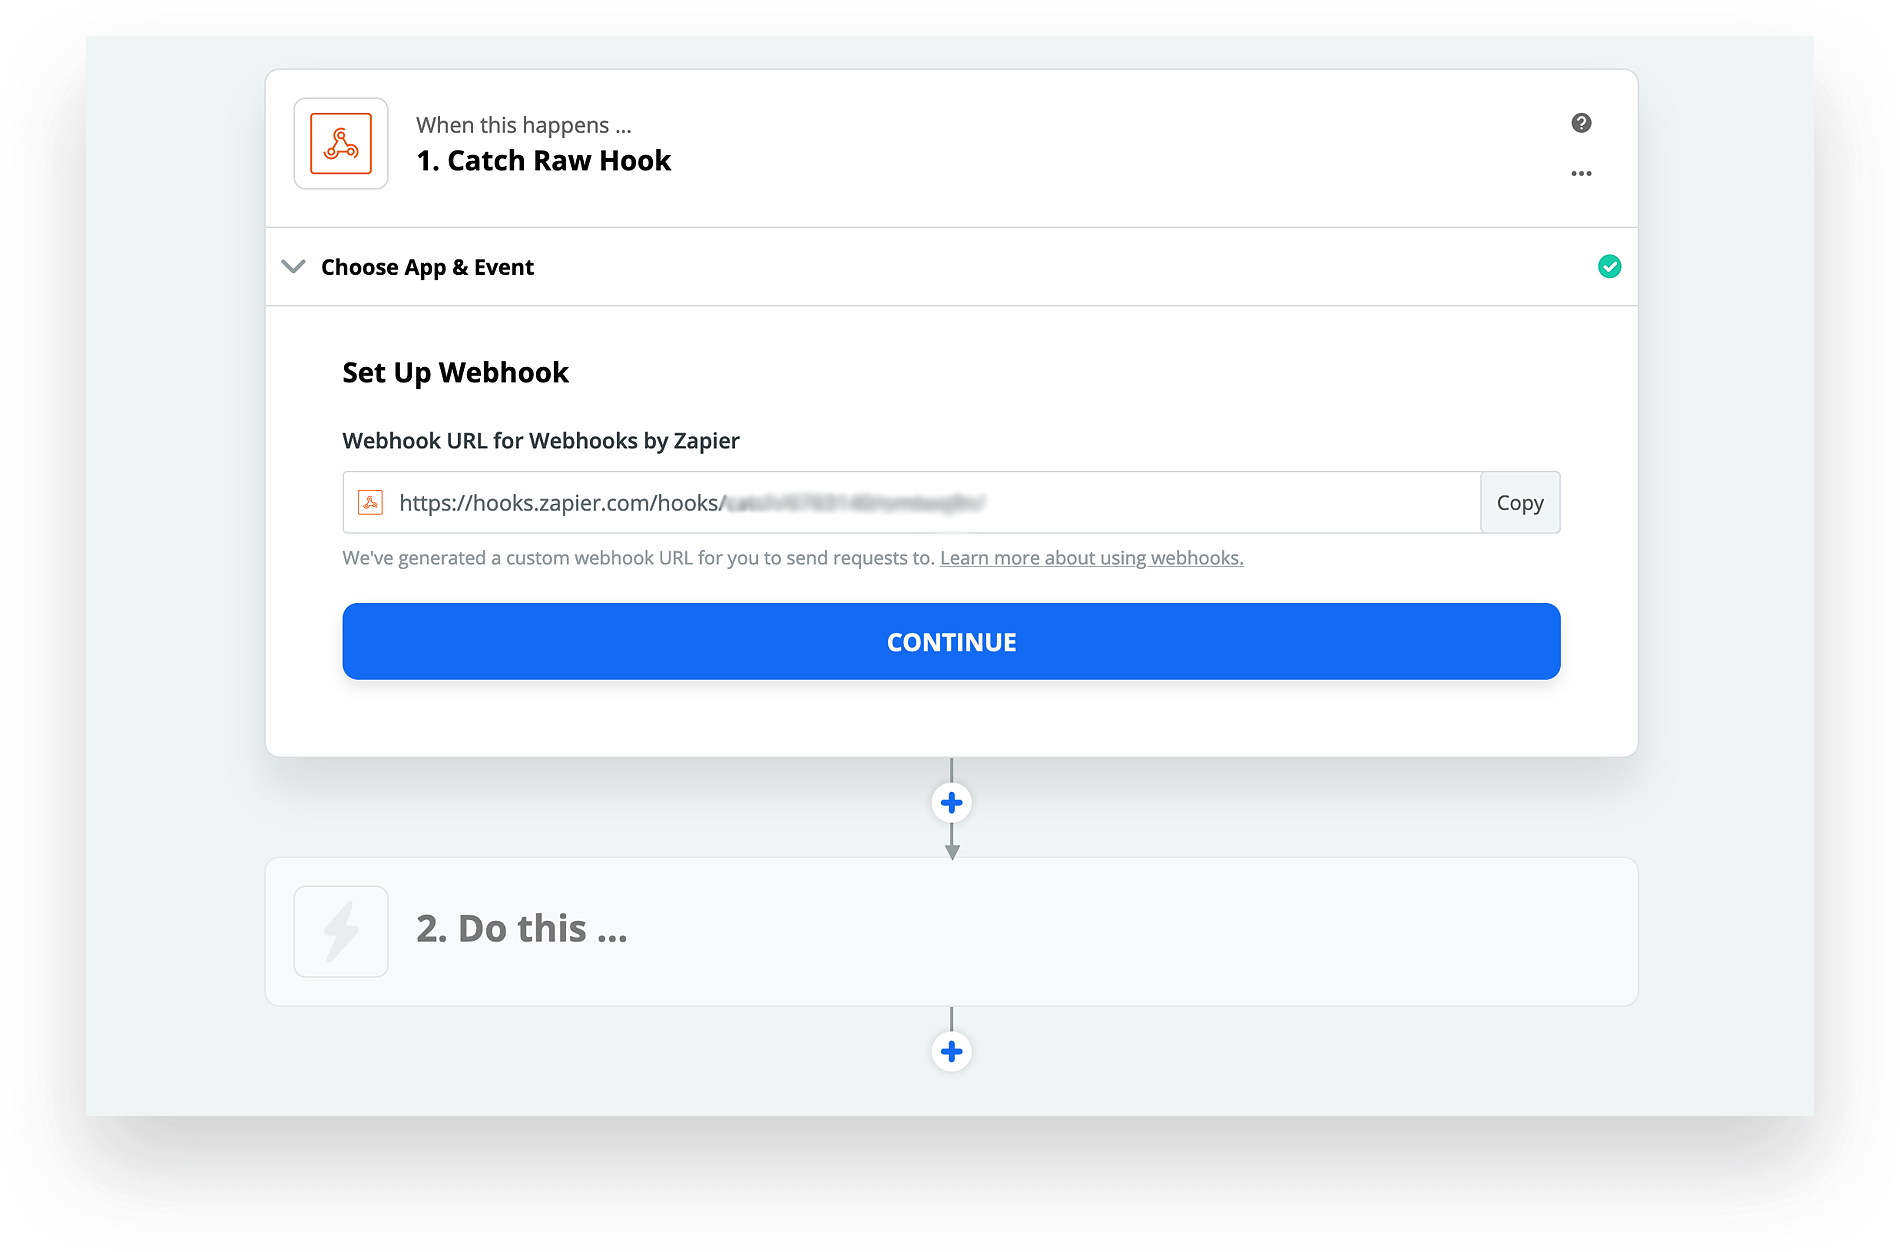 When this happens ...
1. Catch Raw Hook
Choose App & Event
Set Up Webhook
Webhook URL for Webhooks by Zapier
https://hooks.zapier.com/hooks/
Copy
We've generated a custom webhook URL for you to send requests to. Learn more about using webhooks.
CONTINUE
2. Do this ...